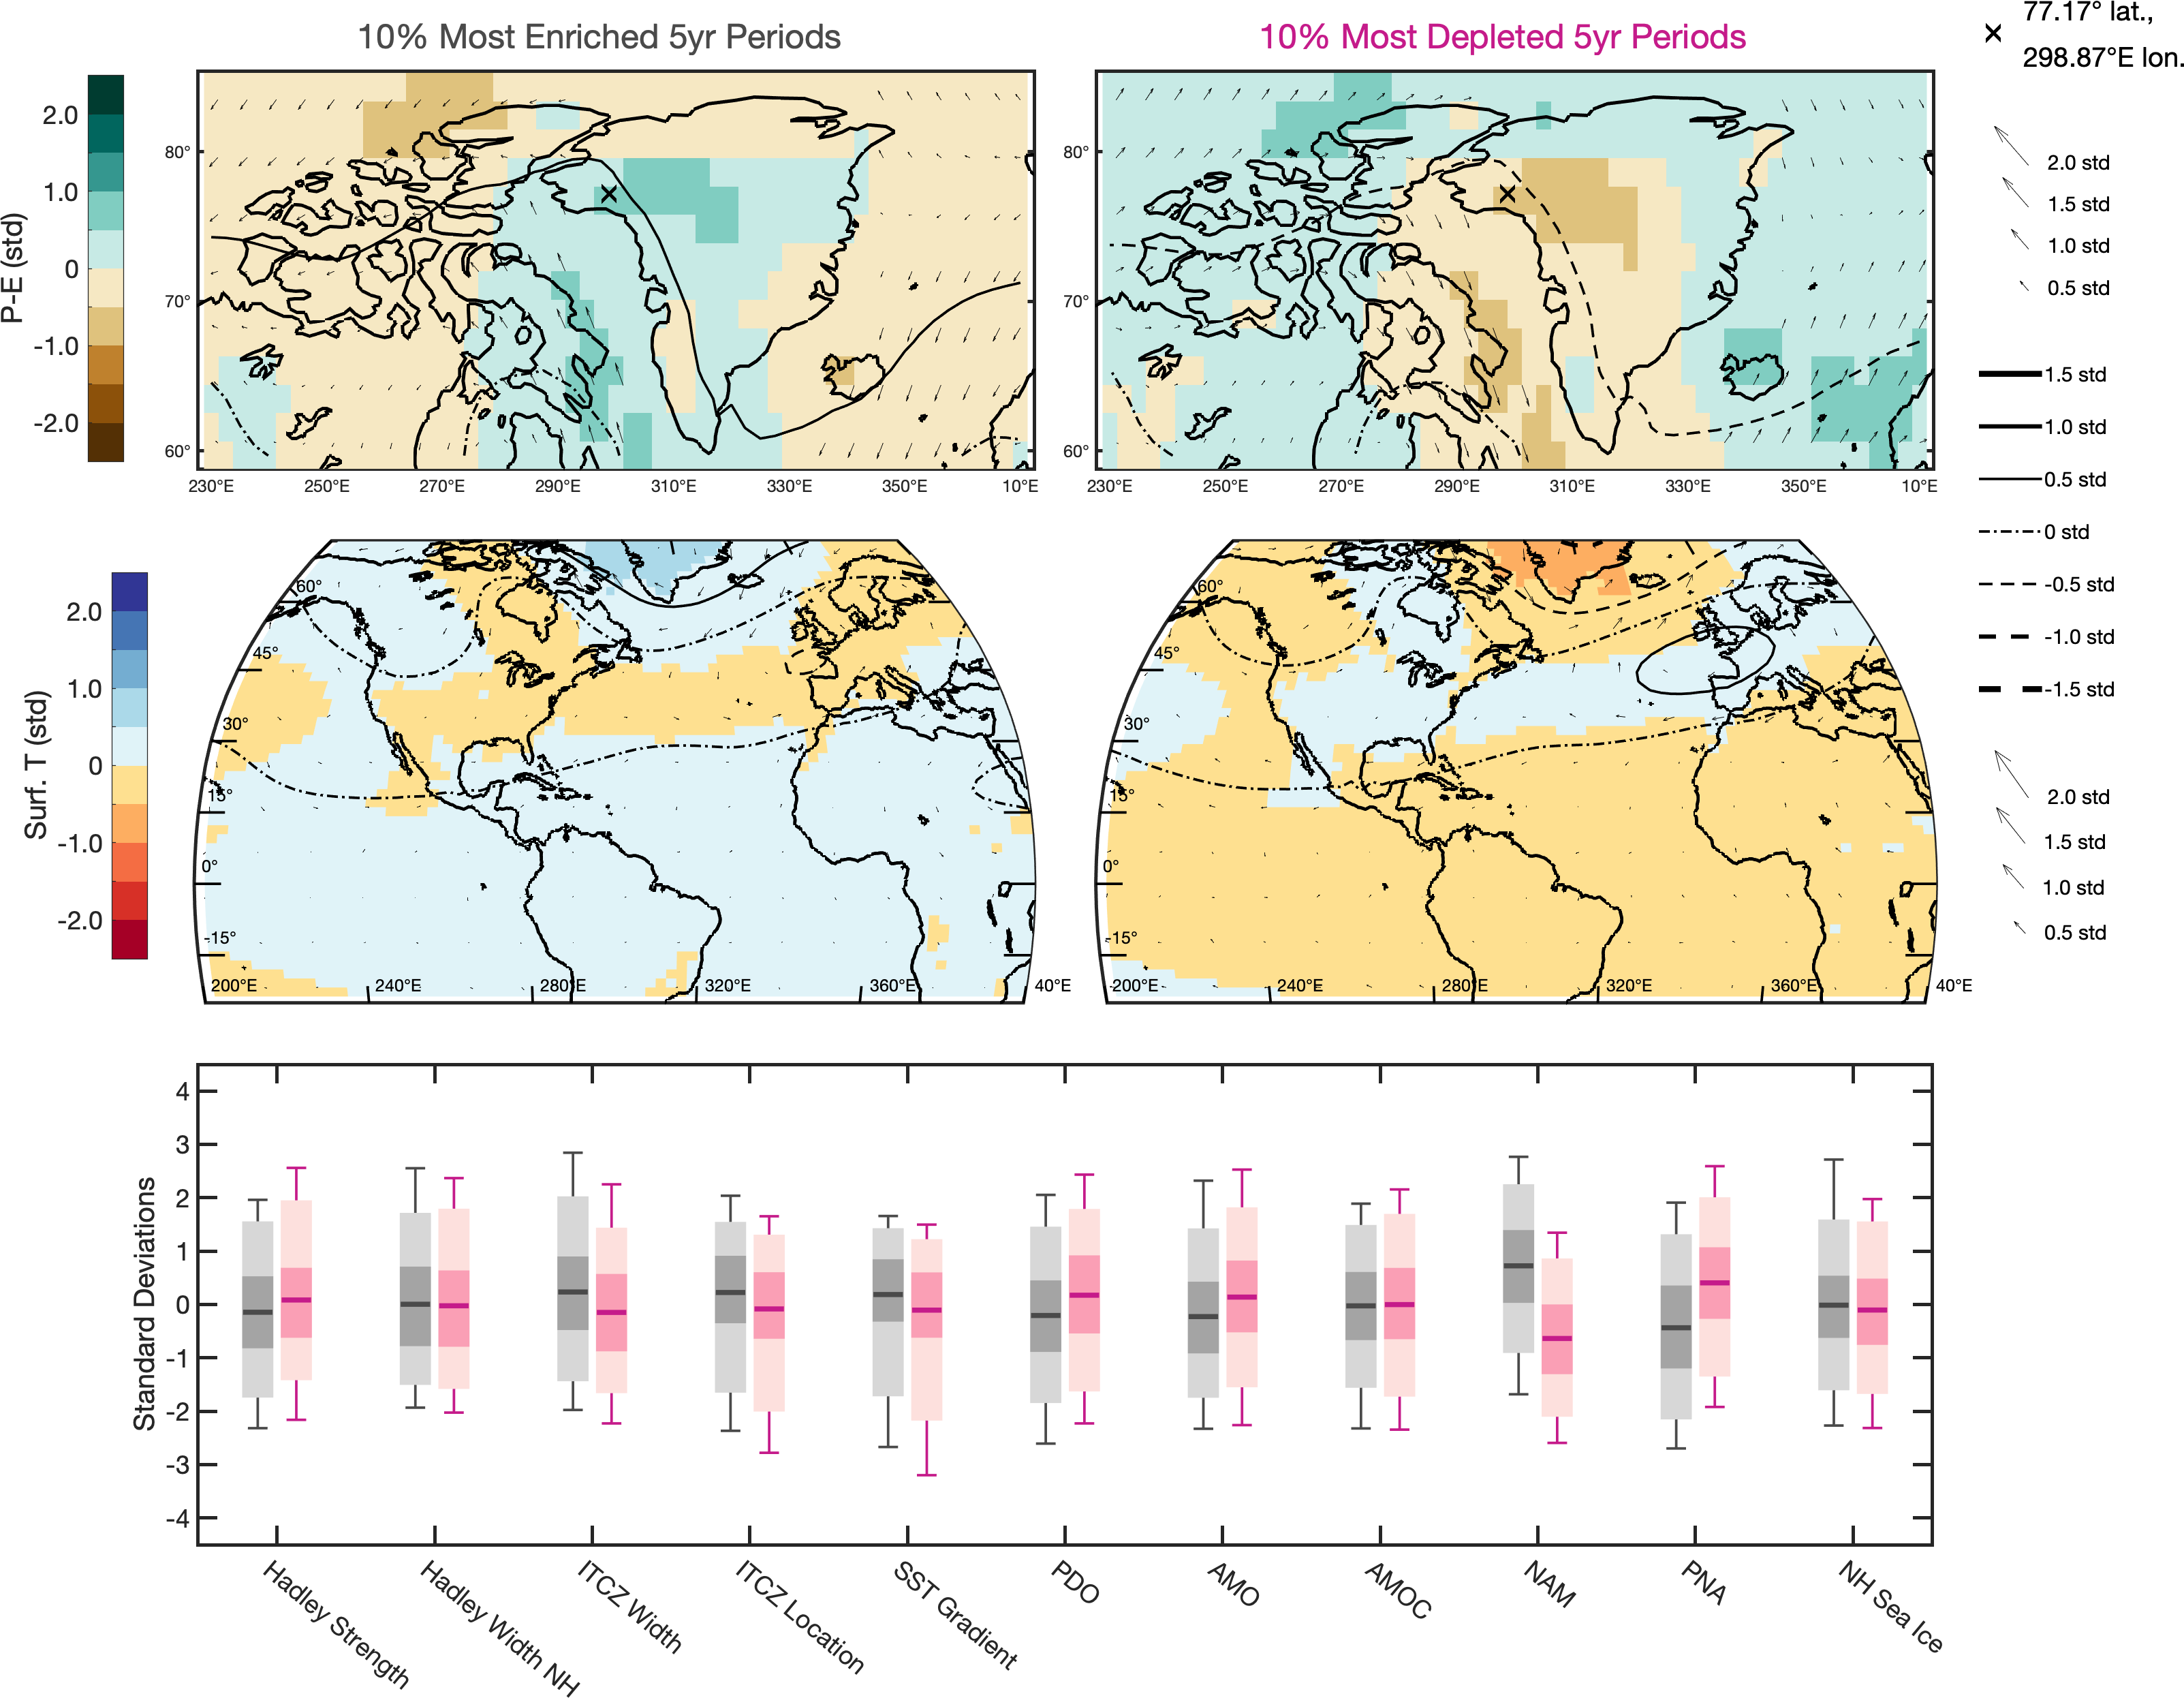 10% Most Enriched 5yr Periods
10% Most Depleted 5yr Periods
77.17° lat.,
298.87°E lon.
P-E (std)
2.0
1.0
0
-1.0
-2.0
80°
70°
60°
230°E 250°E 270°E 290°E 310°E 330°E 350°E 10°E
80°
70°
60°
230°E 250°E 270°E 290°E 310°E 330°E 350°E 10°E
2.0 std
1.5 std
1.0 std
0.5 std
1.5 std
1.0 std
0.5 std
0 std
-0.5 std
-1.0 std
-1.5 std
Surf. T (std)
2.0
1.0
0
-1.0
-2.0
60°
45°
30°
15°
0°
-15°
200°E 240°E 280°E 320°E 360°E 40°E
60°
45°
30°
15°
0°
-15°
200°E 240°E 280°E 320°E 360°E 40°E
2.0 std
1.5 std
1.0 std
0.5 std
Standard Deviations
4
3
2
1
0
-1
-2
-3
-4
Hadley Strength
Hadley Width NH
ITCZ Width
ITCZ Location
SST Gradient
PDO
AMO
AMOC
NAM
PNA
NH Sea Ice